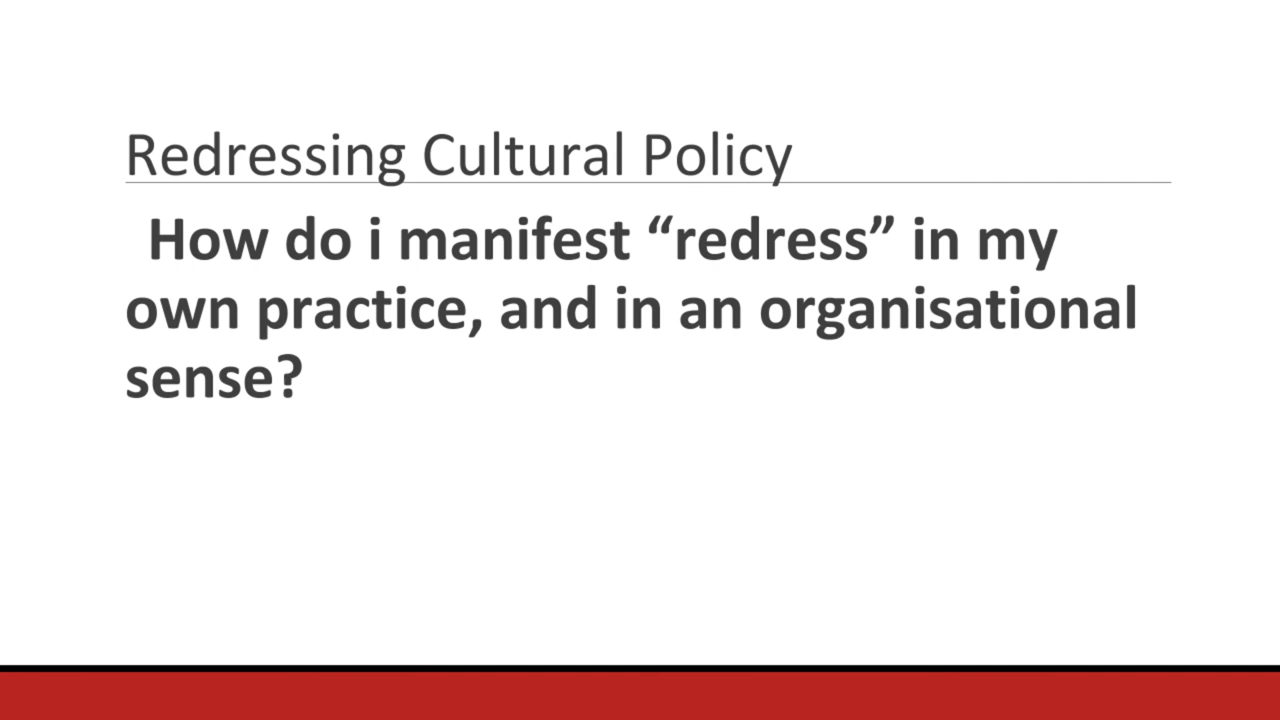 Redressing Cultural Policy
How do i manifest “redress” in my
own practice, and in an organisational
sense?